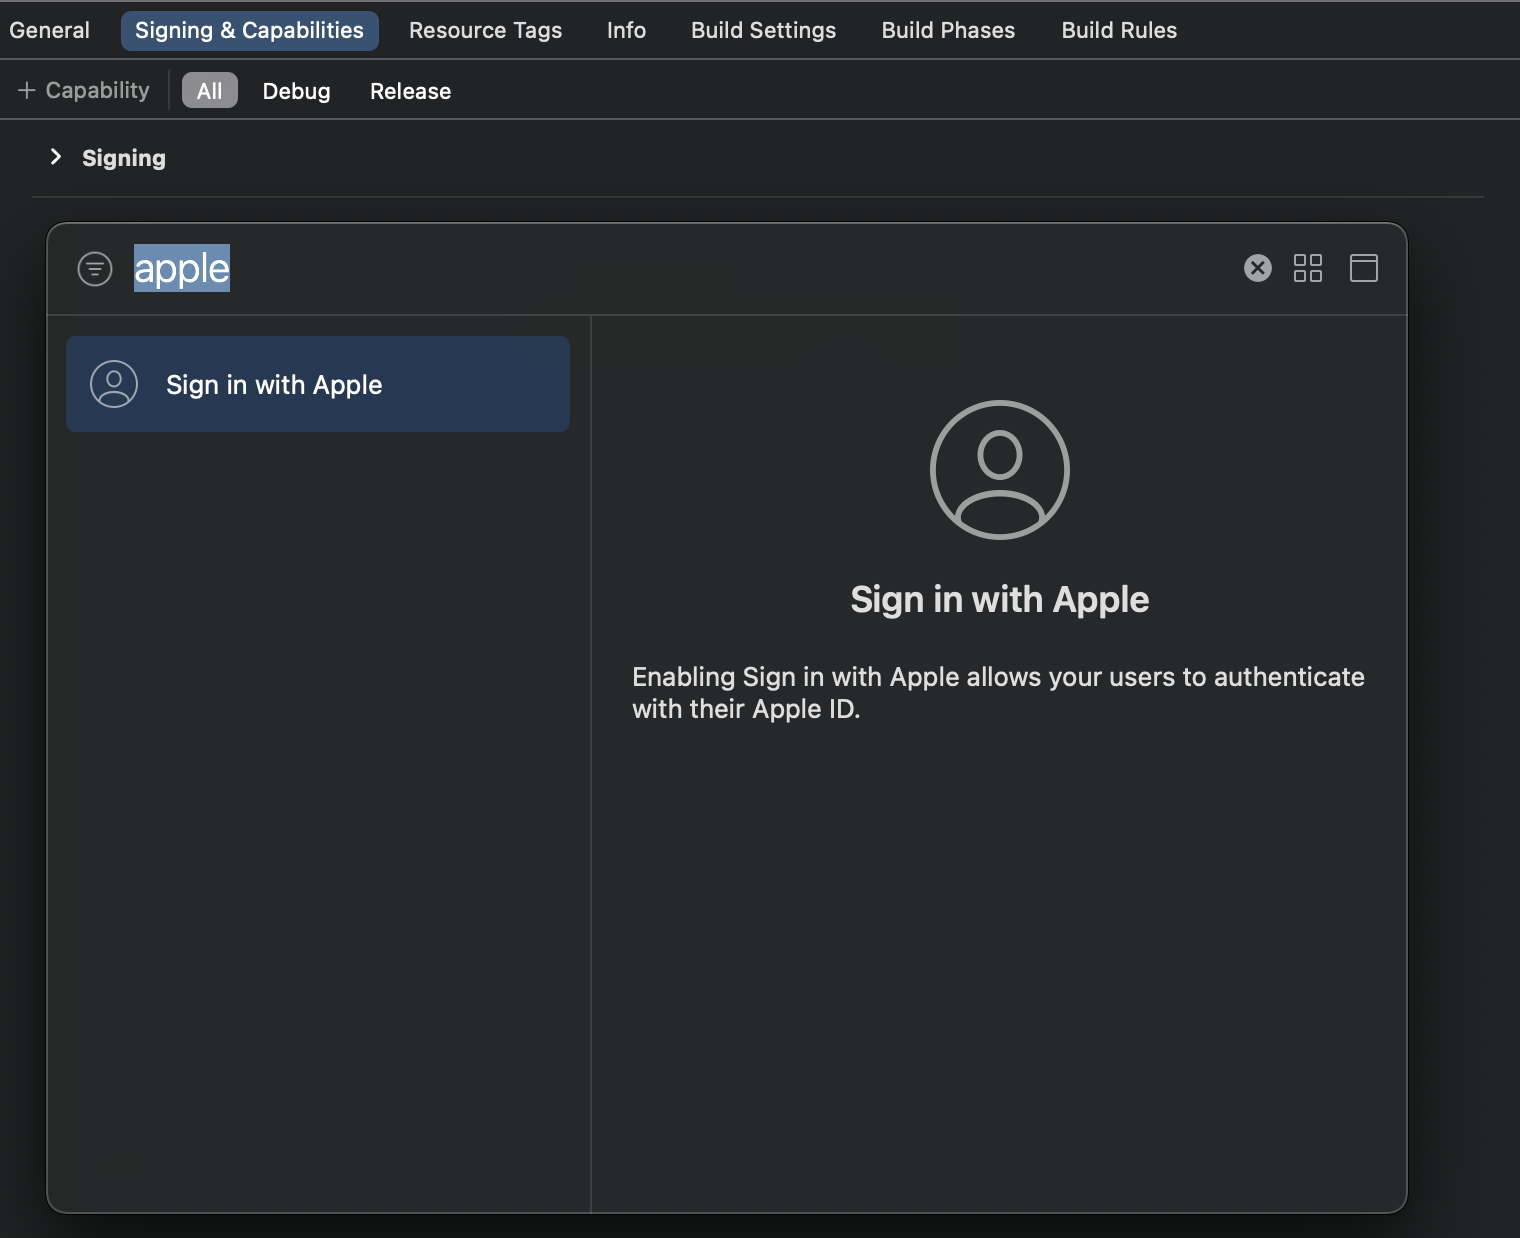 General Signing & Capabilities Resource Tags Info Build Settings Build Phases Build Rules
+ Capability All Debug Release
Signing
apple
Sign in with Apple
Sign in with Apple
Enabling Sign in with Apple allows your users to authenticate
with their Apple ID.